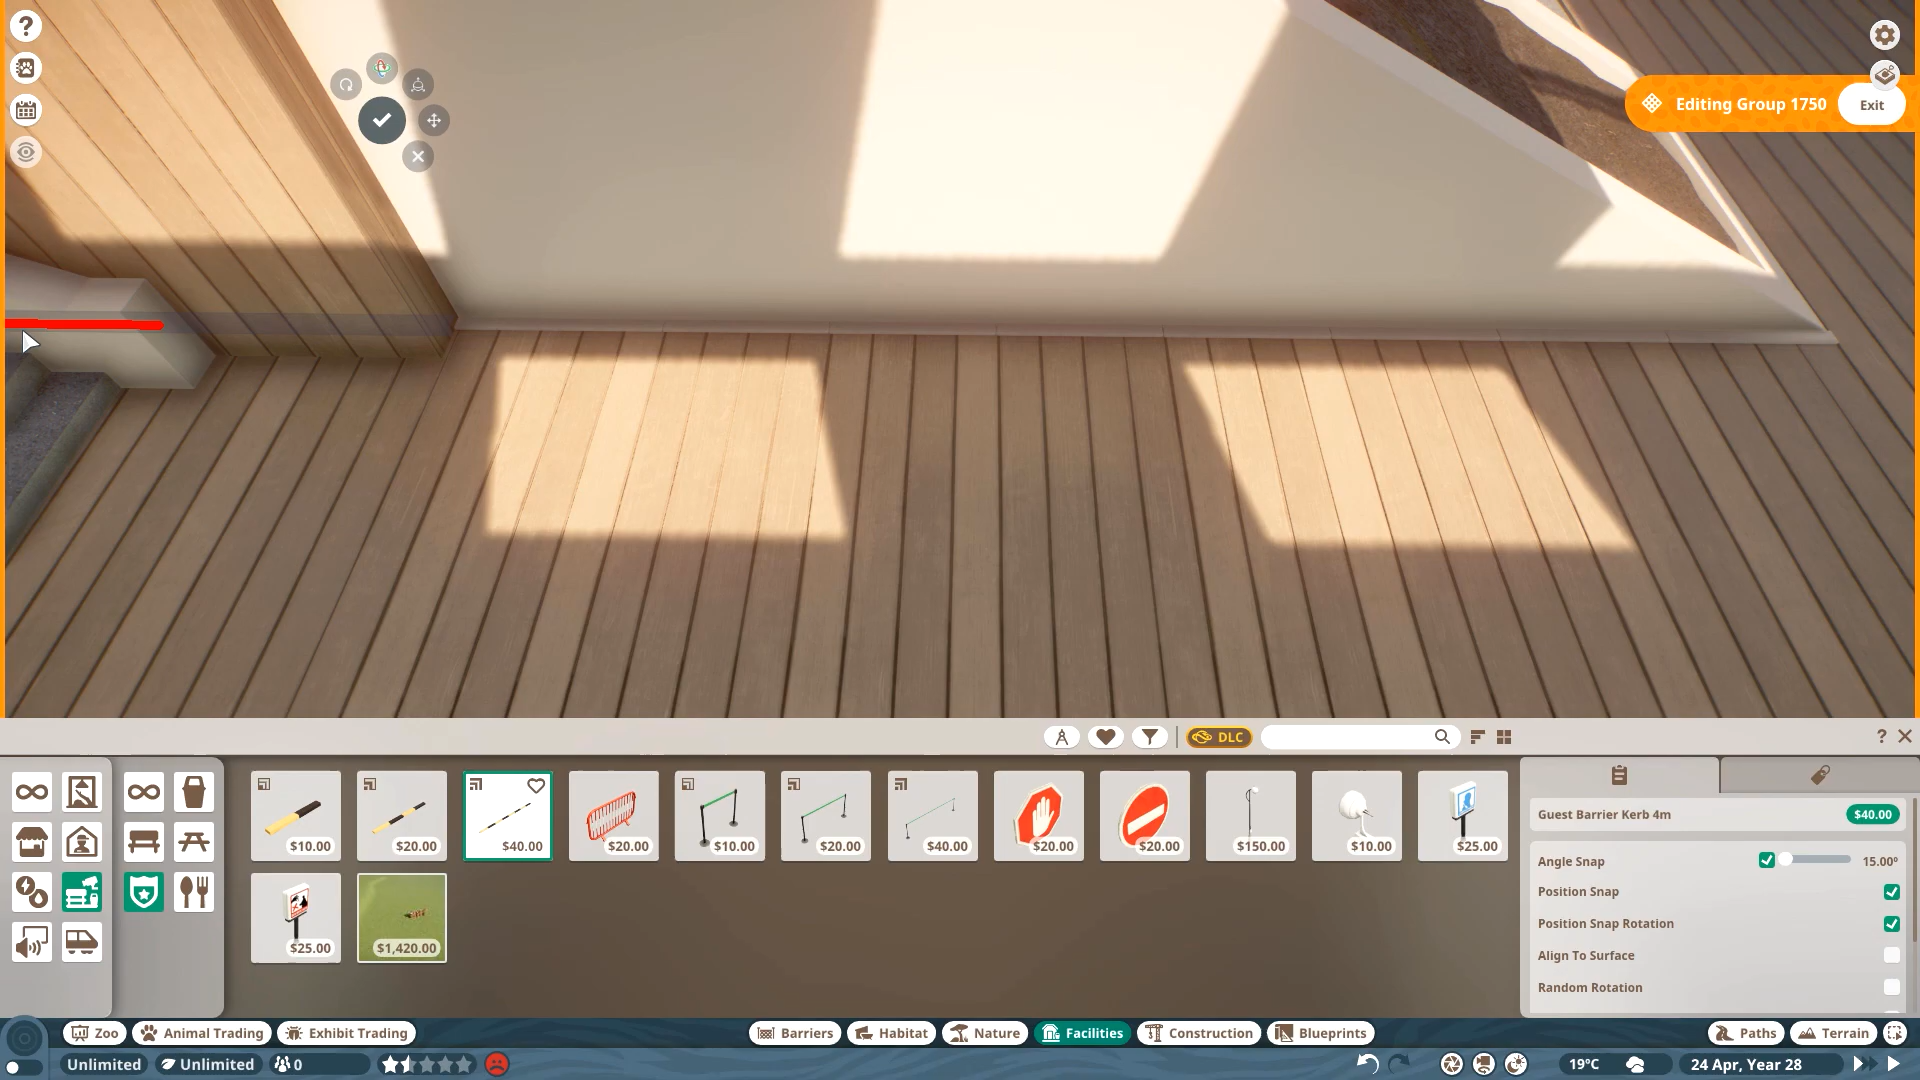 Editing Group 1750
Exit
DLC
$10.00
$20.00
$40.00
$20.00
$10.00
$20.00
$40.00
$20.00
$20.00
$150.00
$10.00
$25.00
$25.00
$1,420.00
Guest Barrier Kerb 4m
$40.00
Angle Snap
15.00°
Position Snap
Position Snap Rotation
Align To Surface
Random Rotation
Zoo
Animal Trading
Exhibit Trading
Barriers
Habitat
Nature
Facilities
Construction
Blueprints
Paths
Terrain
Unlimited
Unlimited
0
19°C
24 Apr, Year 28